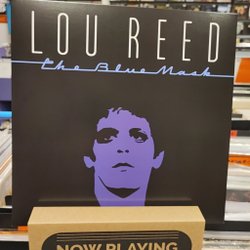 LOU REED
The Blue Mask
NOW PLAYING